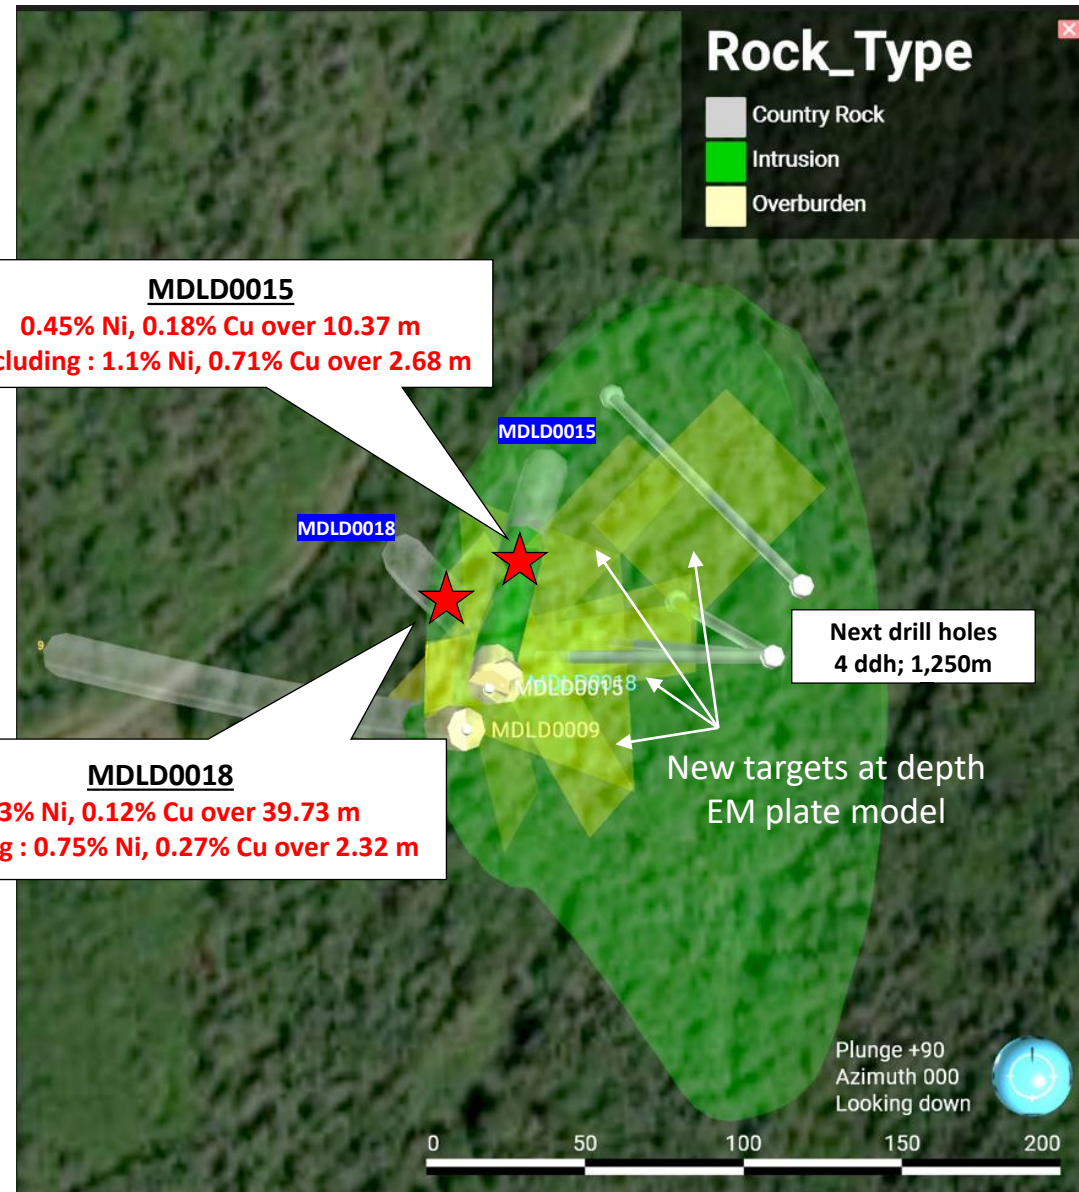 Rock_Type
Country Rock
Intrusion
Overburden
MDLD0015
0.45% Ni, 0.18% Cu over 10.37 m
cluding : 1.1% Ni, 0.71% Cu over 2.68 m
MDLD0015
MDLD0018
9
Next drill holes
4 ddh; 1,250m
MDLD0018
MDLD0015
MDLD0009
New targets at depth
EM plate model
MDLD0018
3% Ni, 0.12% Cu over 39.73 m
g : 0.75% Ni, 0.27% Cu over 2.32 m
Plunge +90
Azimuth 000
Looking down
0 50 100 150 200